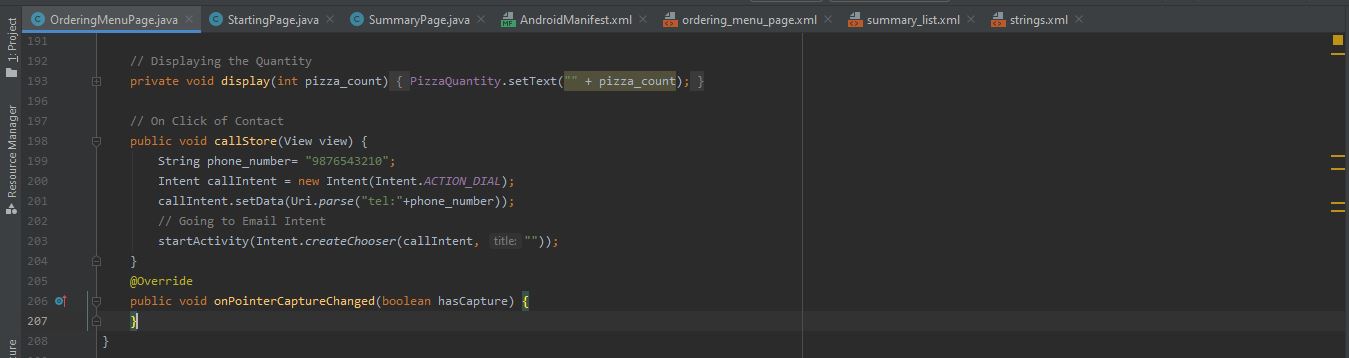 OrderingMenuPage.java StartingPage.java SummaryPage.java AndroidManifest.xml ordering_menu_page.xml summary_list.xml strings.xml
1: Project
Resource Manager
191
192 // Displaying the Quantity
193 private void display(int pizza_count) { PizzaQuantity.setText("" + pizza_count); }
196
197 // On Click of Contact
198 public void callStore(View view) {
199 String phone_number= "9876543210";
200 Intent callIntent = new Intent(Intent.ACTION_DIAL);
201 callIntent.setData(Uri.parse("tel:"+phone_number));
202 // Going to Email Intent
203 startActivity(Intent.createChooser(callIntent, title: ""));
204 }
205 @Override
206 public void onPointerCaptureChanged(boolean hasCapture) {
207 }
208 }